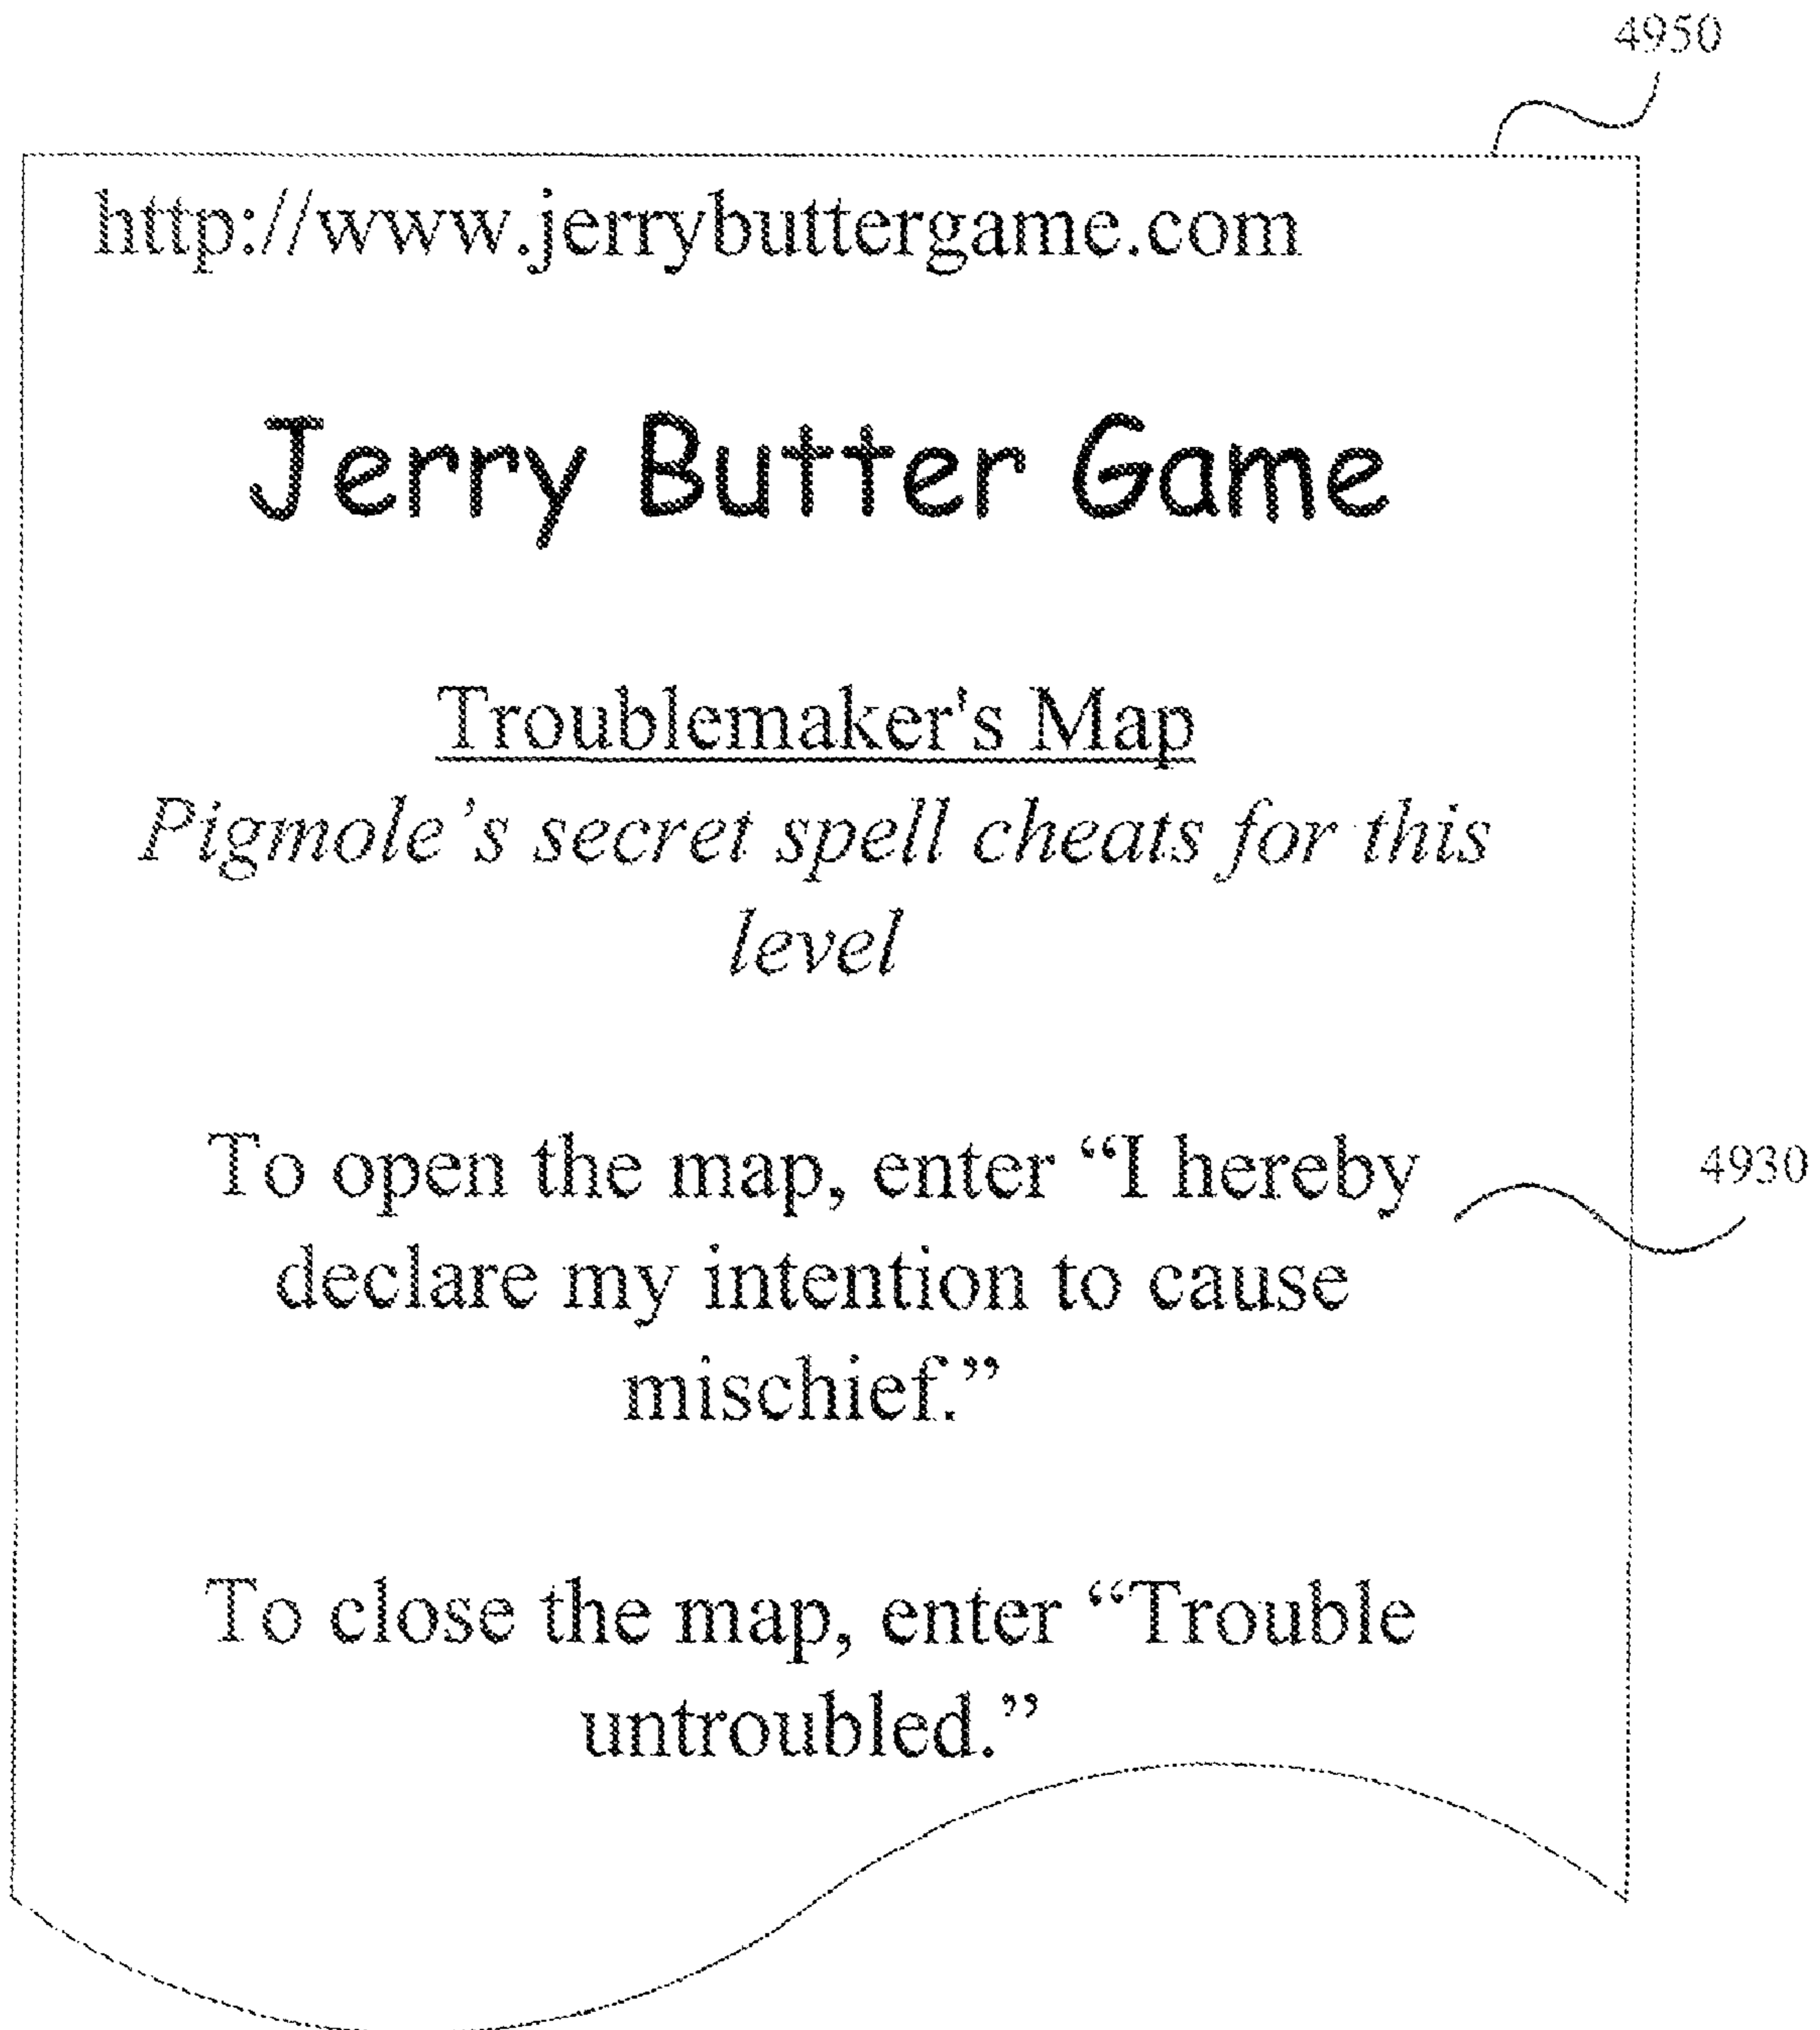 4950
http://www.jerrybuttergame.com
Jerry Butter Game
Troublemaker's Map
Pigmole’s secret spell cheats for this
level
To open the map, enter “I hereby
4930
declare my intention to cause
mischief.”
To close the map, enter “Trouble
untroubled.”